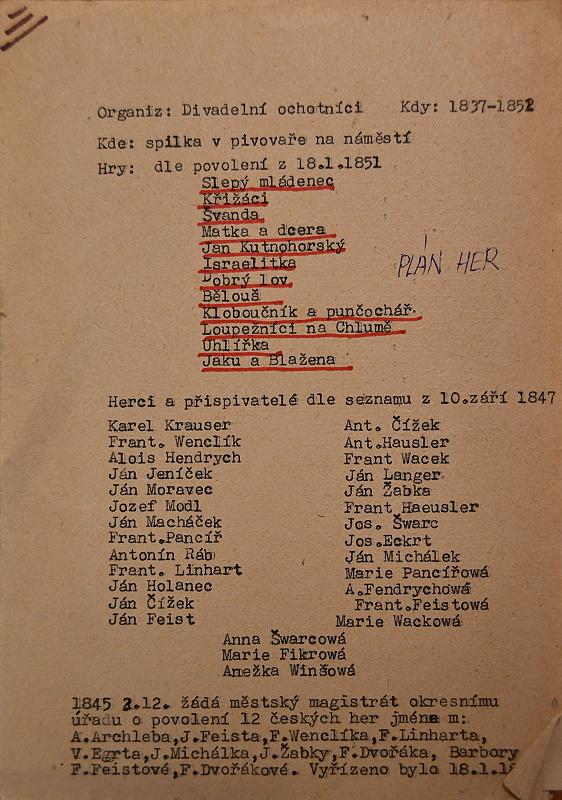 Organiz: Divadelní ochotníci Kdy: 1837-1852
Kde: spilka v pivovaře na náměstí
Hry: dle povolení z 18.1.1851
Slepý mládenec
Křižáci
Švanda
Matka a dcera
Jan Kutnohorský
Israelitka
PLÁN HER
Dobrý lov
Bělouš
Kloboučník a punčochář.
Loupežníci na Chlumě
Uhlířka
Jaku a Blažena
Herci a přispivatelé dle seznamu z 10.září 1847
Karel Krauser Ant. Čížek
Frant. Wenclík Ant.Hausler
Alois Hendrych Frant Wacek
Ján Jeníček Ján Langer
Ján Moravec Ján Žabka
Jozef Modl Frant Haeusler
Ján Macháček Jos. Šwarc
Frant.Pancíř Jos.Eckrt
Antonín Ráb Ján Michálek
Frant. Linhart Marie Pancířowá
Ján Holanec A.Fendrychowá
Ján Čížek Frant.Feistowá
Ján Feist Marie Wacková
Anna Šwarcowá
Marie Fikrowá
Anežka Winšowá
1845 2.12. žádá městský magistrát okresnímu
úřadu o povolení 12 českých her jménem m:
A.Archleba,J.Feista,F.Wenclíka,F.Linharta,
V.Egrta,J.Michálka,J.Žabky,F.Dvořáka, Barbory
F.Feistové,F.Dvořákové. Vyřízeno bylo 18.1.18